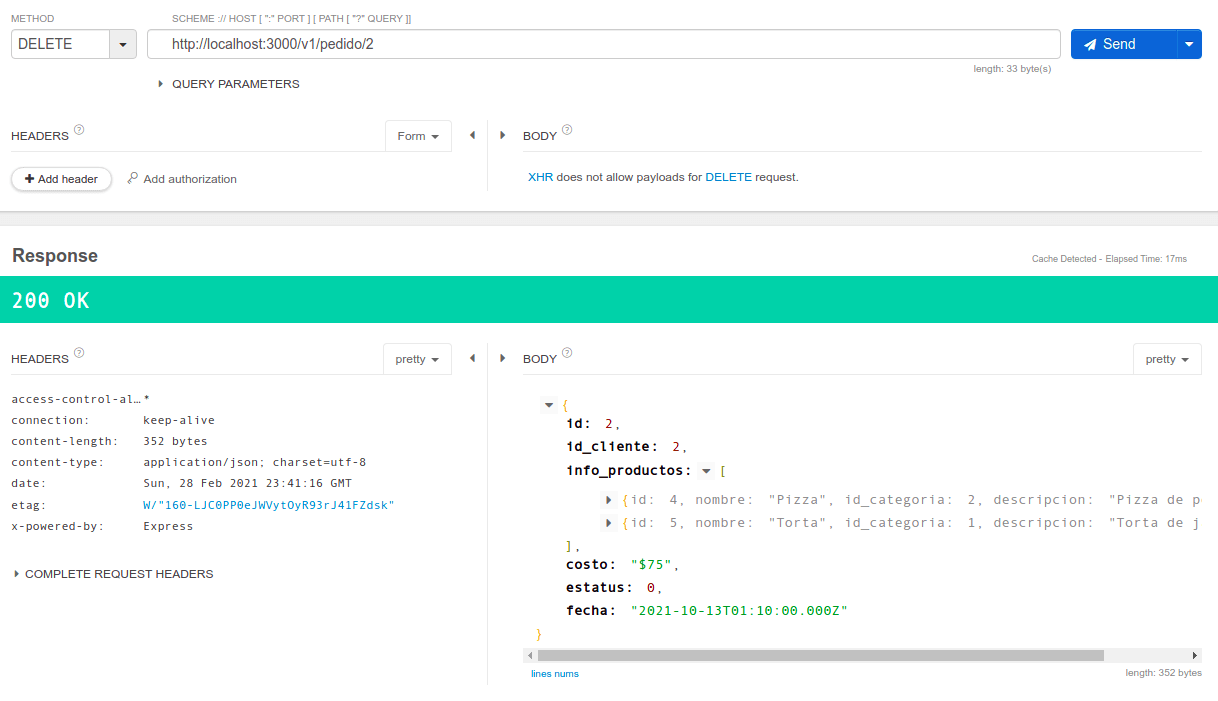 METHOD
SCHEME :// HOST [ ":" PORT ] [ PATH [ "?" QUERY ]]
DELETE
http://localhost:3000/v1/pedido/2
Send
length: 33 byte(s)
QUERY PARAMETERS
HEADERS ?
Form
BODY ?
Add header
Add authorization
XHR does not allow payloads for DELETE request.
Response
Cache Detected - Elapsed Time: 17ms
200 OK
HEADERS ?
pretty
BODY ?
pretty
access-control-al… *
connection: keep-alive
content-length: 352 bytes
content-type: application/json; charset=utf-8
date: Sun, 28 Feb 2021 23:41:16 GMT
etag: W/"160-LJC0PP0eJWVytOyR93rJ41FZdsk"
x-powered-by: Express
COMPLETE REQUEST HEADERS
{
id: 2,
id_cliente: 2,
info_productos: [
{id: 4, nombre: "Pizza", id_categoria: 2, descripcion: "Pizza de p
{id: 5, nombre: "Torta", id_categoria: 1, descripcion: "Torta de j
],
costo: "$75",
estatus: 0,
fecha: "2021-10-13T01:10:00.000Z"
}
lines nums
length: 352 bytes